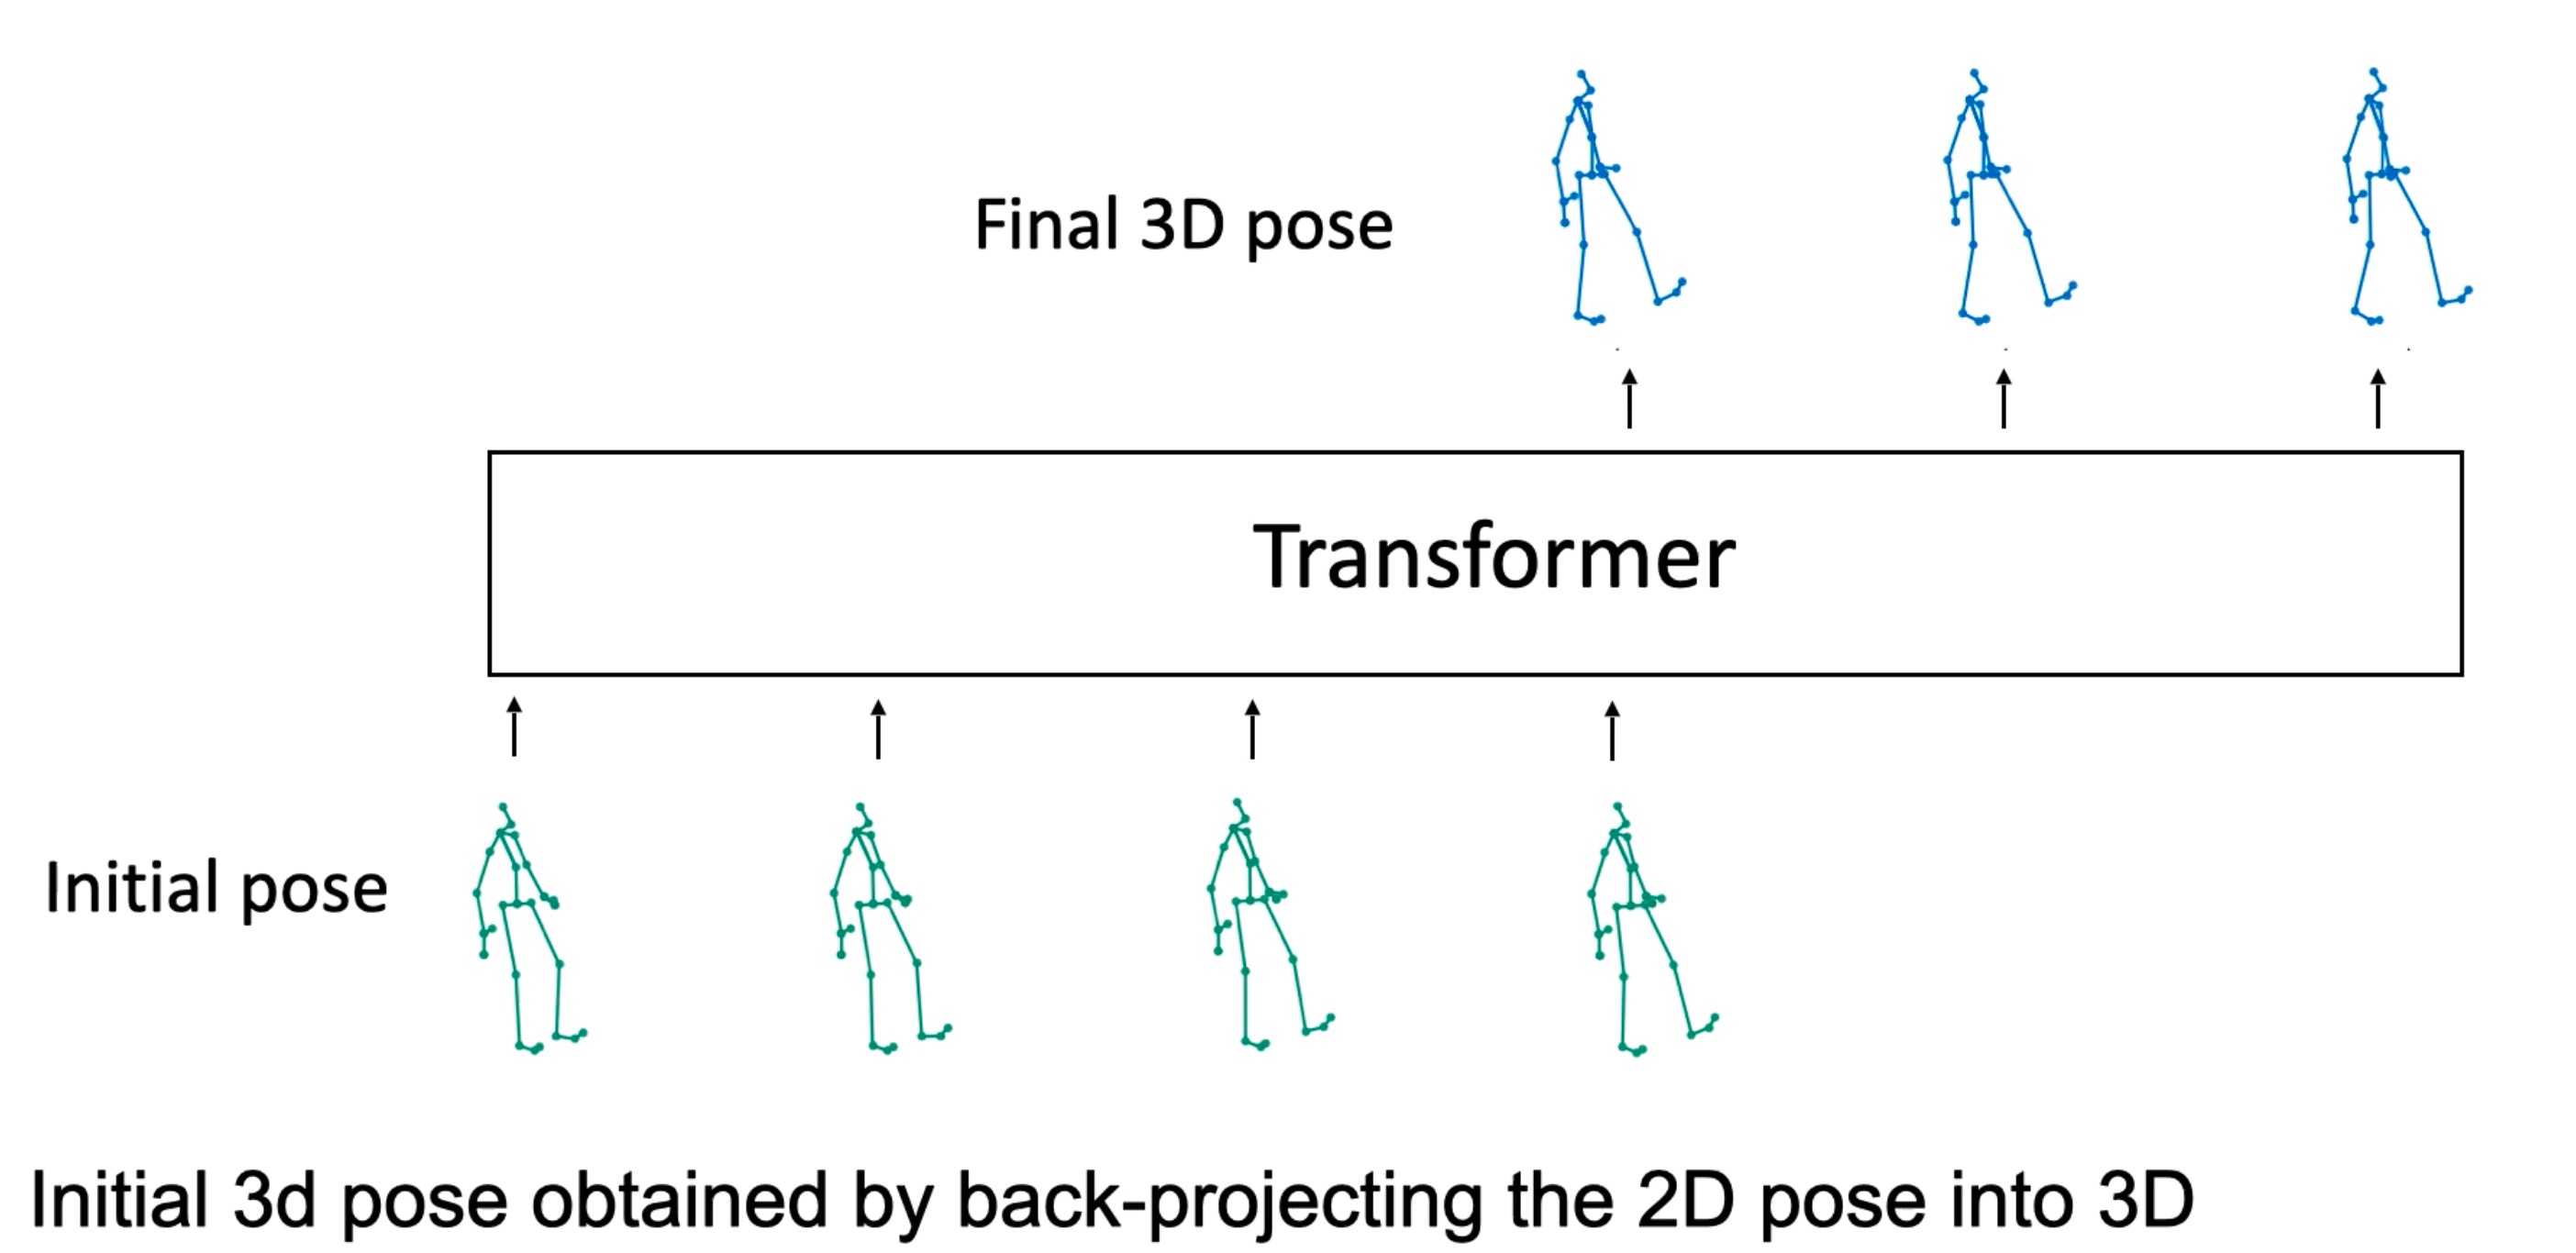 Final 3D pose
Transformer
Initial pose
Initial 3d pose obtained by back-projecting the 2D pose into 3D